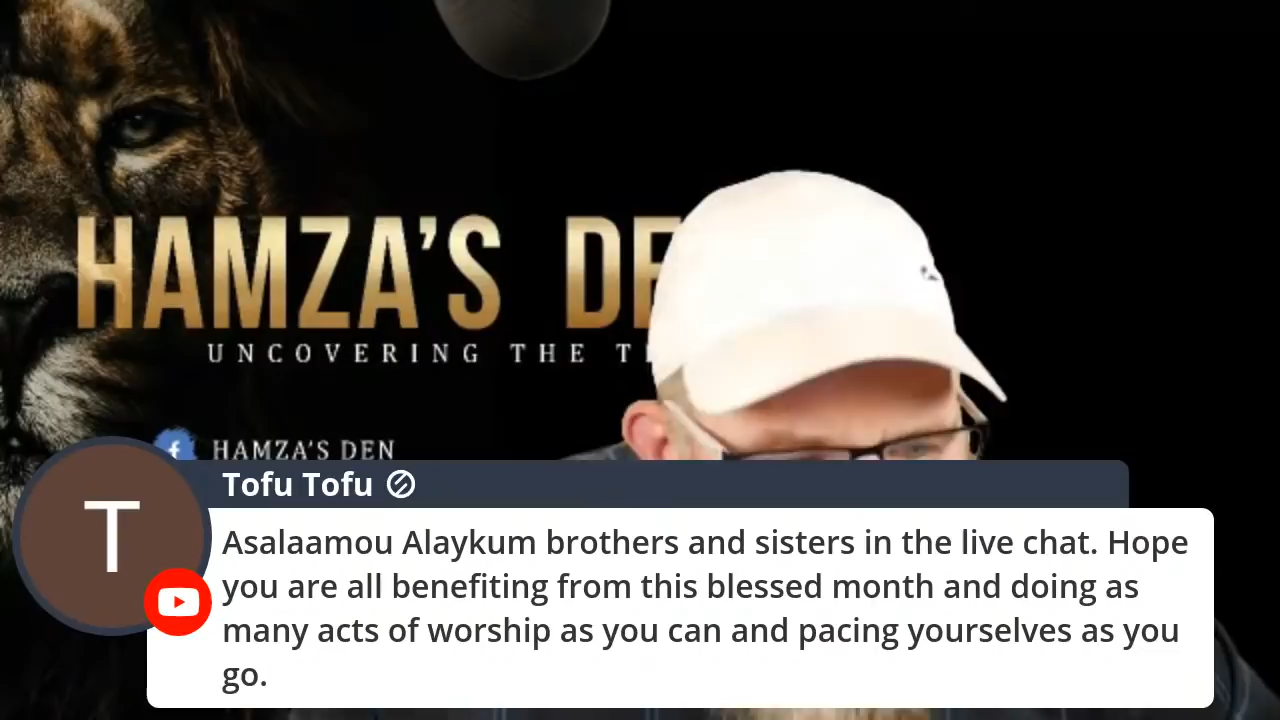 HAMZA'S DE
UNCOVERING THE T
f HAMZA'S DEN
Tofu Tofu
T
Asalaamou Alaykum brothers and sisters in the live chat. Hope
you are all benefiting from this blessed month and doing as
many acts of worship as you can and pacing yourselves as you
go.